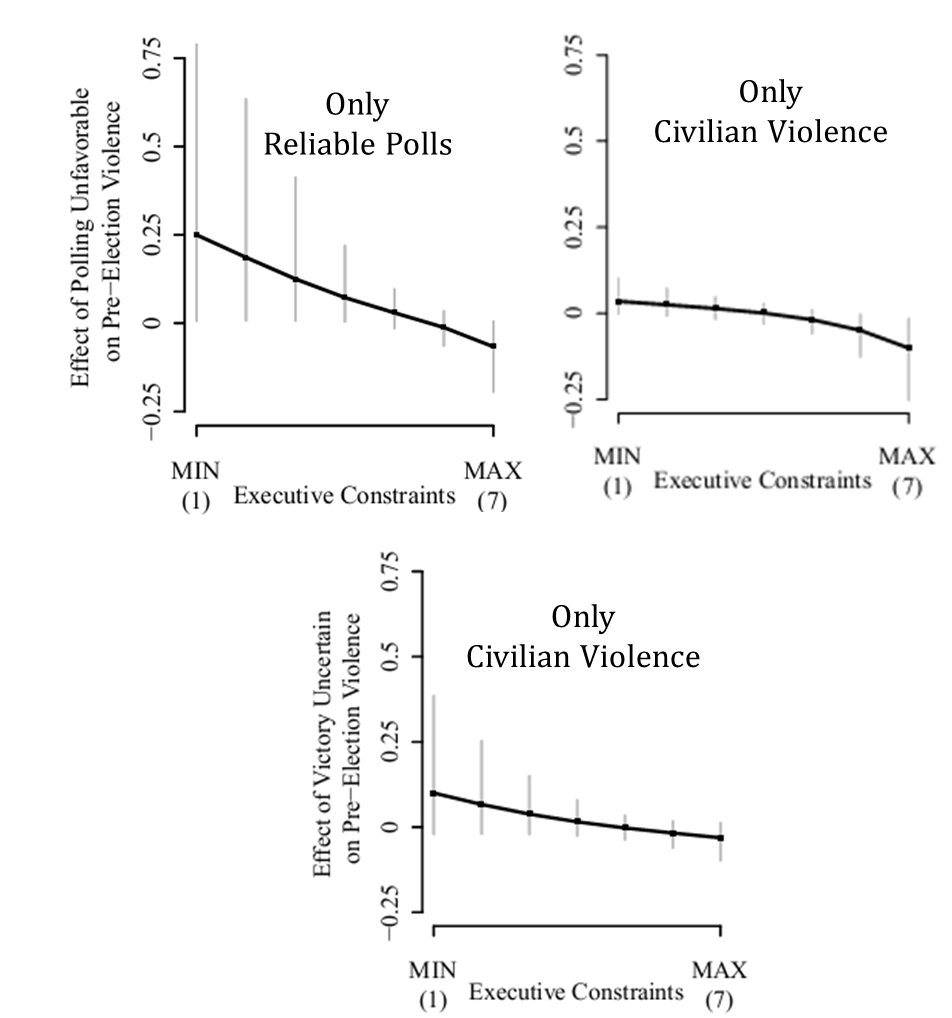 Effect of Polling Unfavorable
on Pre−Election Violence
0.75
0.5
0.25
0
−0.25
Only
Reliable Polls
MIN
(1)
Executive Constraints
MAX
(7)
0.75
0.5
0.25
0
−0.25
Only
Civilian Violence
MIN
(1)
Executive Constraints
MAX
(7)
Effect of Victory Uncertain
on Pre−Election Violence
0.75
0.5
0.25
0
−0.25
Only
Civilian Violence
MIN
(1)
Executive Constraints
MAX
(7)